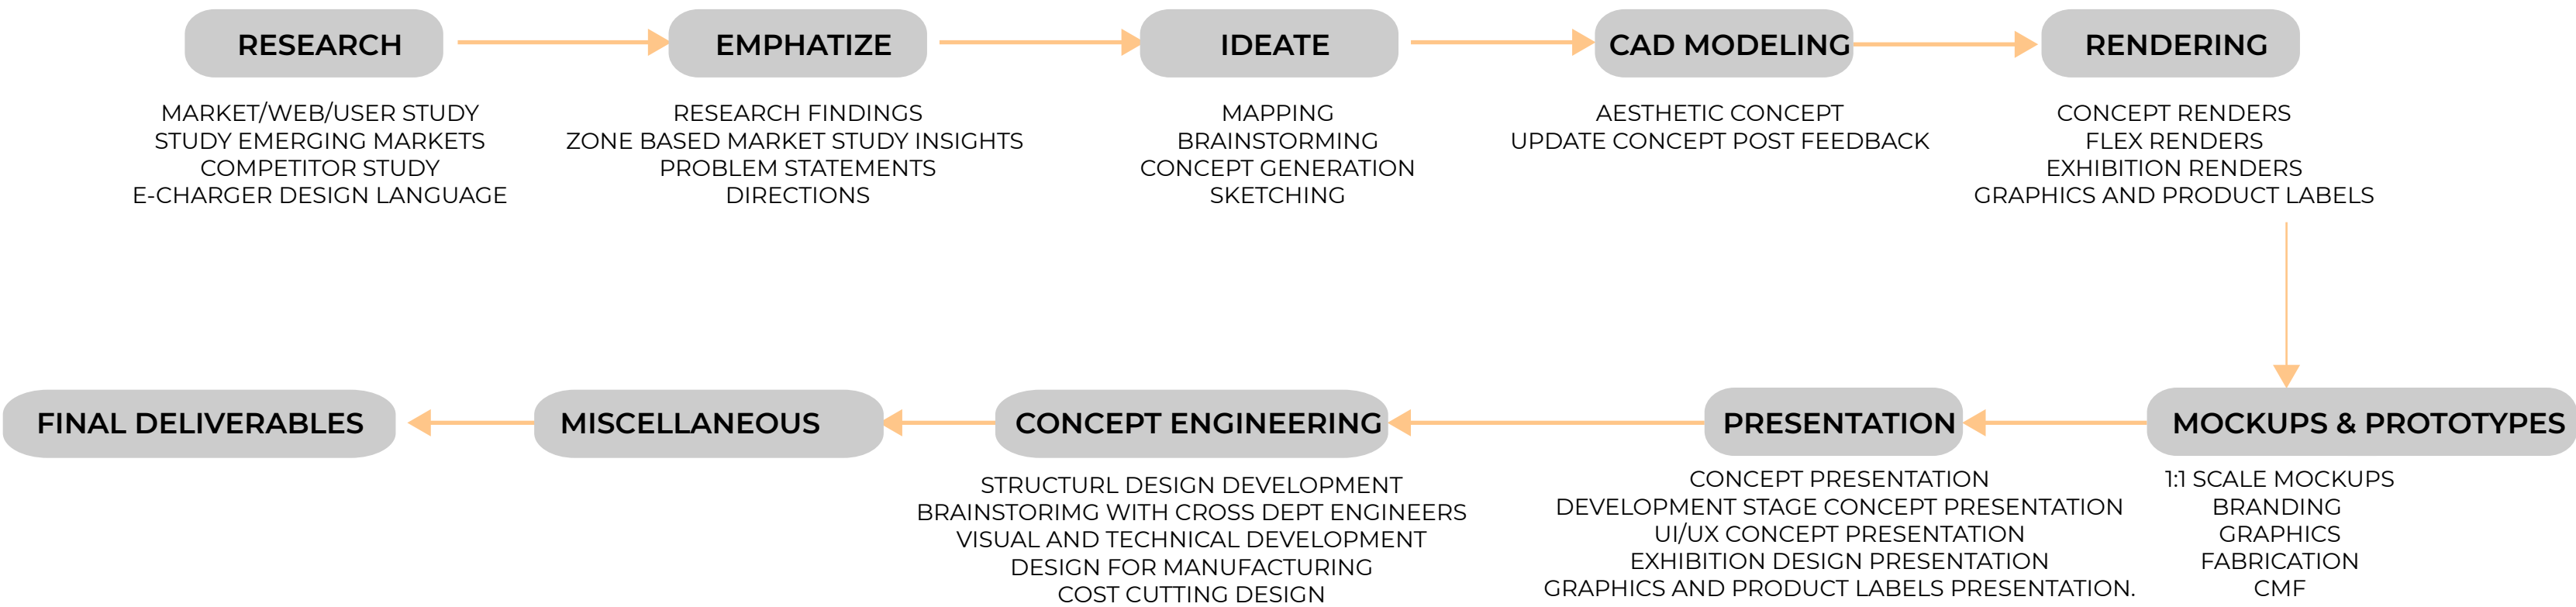 RESEARCH
MARKET/WEB/USER STUDY
STUDY EMERGING MARKETS
COMPETITOR STUDY
E-CHARGER DESIGN LANGUAGE
EMPHATIZE
RESEARCH FINDINGS
ZONE BASED MARKET STUDY INSIGHTS
PROBLEM STATEMENTS
DIRECTIONS
IDEATE
MAPPING
BRAINSTORMING
CONCEPT GENERATION
SKETCHING
CAD MODELING
AESTHETIC CONCEPT
UPDATE CONCEPT POST FEEDBACK
RENDERING
CONCEPT RENDERS
FLEX RENDERS
EXHIBITION RENDERS
GRAPHICS AND PRODUCT LABELS
MOCKUPS & PROTOTYPES
1:1 SCALE MOCKUPS
BRANDING
GRAPHICS
FABRICATION
CMF
PRESENTATION
CONCEPT PRESENTATION
DEVELOPMENT STAGE CONCEPT PRESENTATION
UI/UX CONCEPT PRESENTATION
EXHIBITION DESIGN PRESENTATION
GRAPHICS AND PRODUCT LABELS PRESENTATION.
CONCEPT ENGINEERING
STRUCTURL DESIGN DEVELOPMENT
BRAINSTORIMG WITH CROSS DEPT ENGINEERS
VISUAL AND TECHNICAL DEVELOPMENT
DESIGN FOR MANUFACTURING
COST CUTTING DESIGN
MISCELLANEOUS
FINAL DELIVERABLES